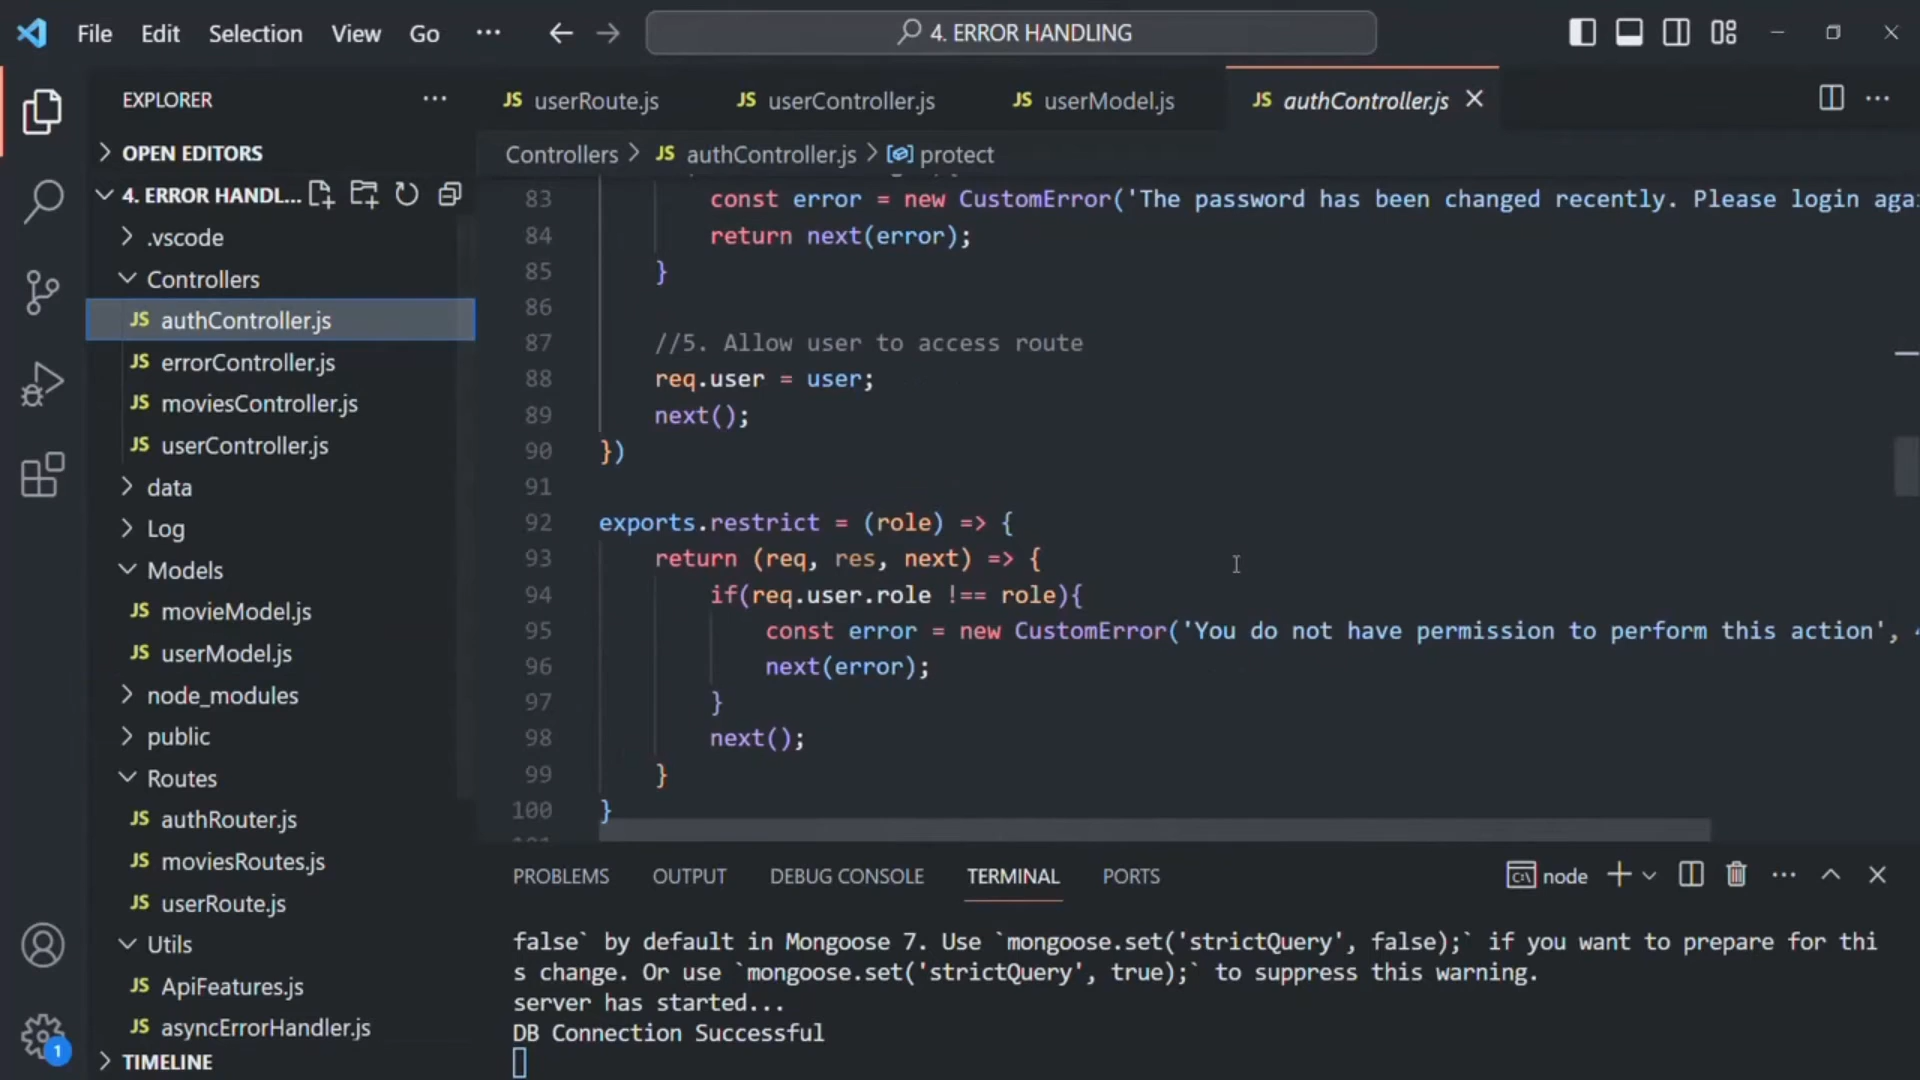 File Edit Selection View Go ··· 4. ERROR HANDLING
EXPLORER ···
OPEN EDITORS
4. ERROR HANDL...
.vscode
Controllers
JS authController.js
JS errorController.js
JS moviesController.js
JS userController.js
data
Log
Models
JS movieModel.js
JS userModel.js
node_modules
public
Routes
JS authRouter.js
JS moviesRoutes.js
JS userRoute.js
Utils
JS ApiFeatures.js
JS asyncErrorHandler.js
TIMELINE
1
JS userRoute.js JS userController.js JS userModel.js JS authController.js
Controllers > JS authController.js > protect
83 const error = new CustomError('The password has been changed recently. Please login aga
84 return next(error);
85 }
86
87 //5. Allow user to access route
88 req.user = user;
89 next();
90 })
91
92 exports.restrict = (role) => {
93 return (req, res, next) => {
94 if(req.user.role !== role){
95 const error = new CustomError('You do not have permission to perform this action',
96 next(error);
97 }
98 next();
99 }
100 }
PROBLEMS OUTPUT DEBUG CONSOLE TERMINAL PORTS node
false` by default in Mongoose 7. Use `mongoose.set('strictQuery', false);` if you want to prepare for thi
s change. Or use `mongoose.set('strictQuery', true);` to suppress this warning.
server has started...
DB Connection Successful